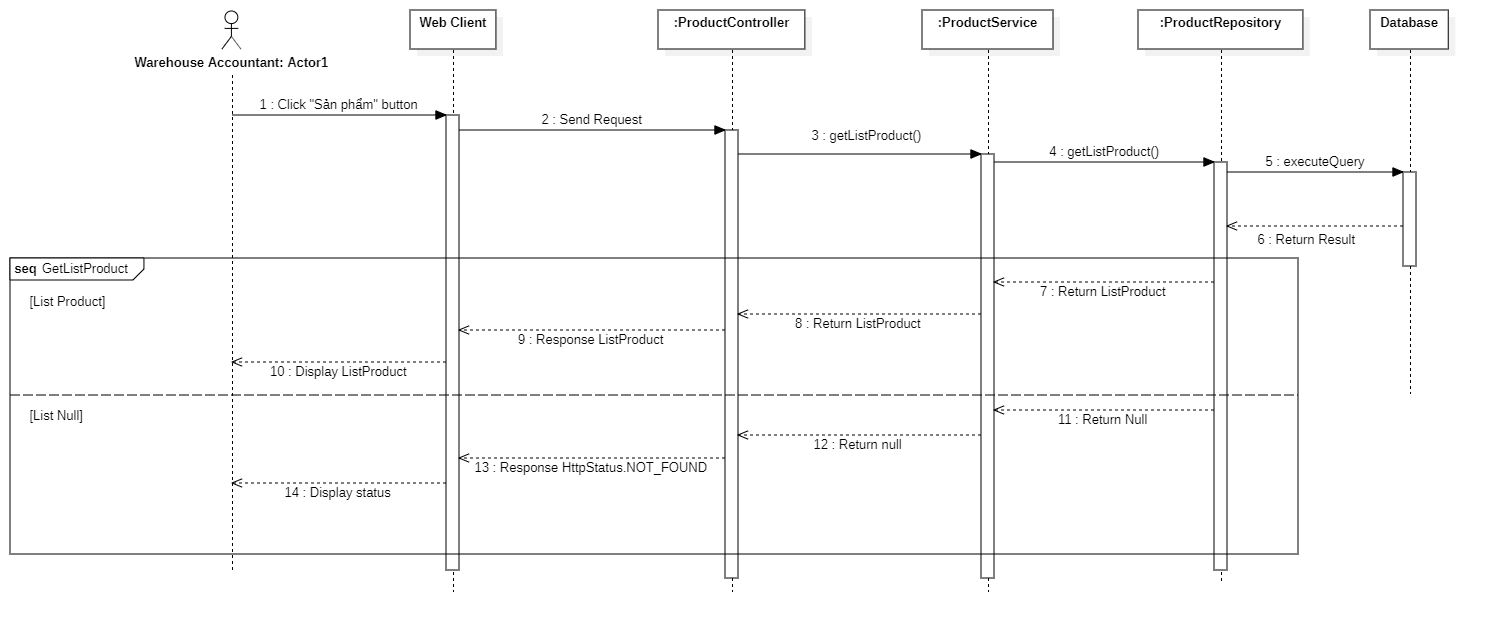 Web Client
:ProductController
:ProductService
:ProductRepository
Database
Warehouse Accountant: Actor1
1 : Click "Sản phẩm" button
2 : Send Request
3 : getListProduct()
4 : getListProduct()
5 : executeQuery
6 : Return Result
seq GetListProduct
[List Product]
7 : Return ListProduct
8 : Return ListProduct
9 : Response ListProduct
10 : Display ListProduct
[List Null]
11 : Return Null
12 : Return null
13 : Response HttpStatus.NOT_FOUND
14 : Display status